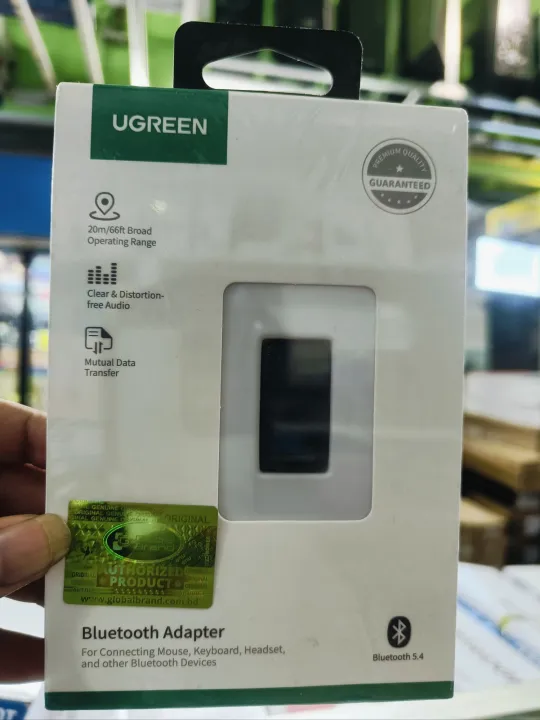 UGREEN
PREMIUM QUALITY
GUARANTEED
20m/66ft Broad
Operating Range
Clear & Distortion-
free Audio
Mutual Data
Transfer
ORIGINAL
AUTHORIZED
PRODUCT
www.globalbrand.com.bd
Bluetooth Adapter
For Connecting Mouse, Keyboard, Headset,
and other Bluetooth Devices
Bluetooth 5.4